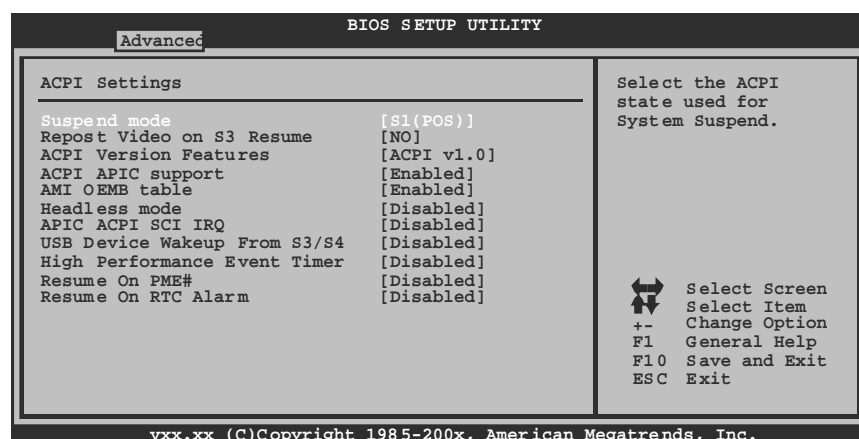 BIOS SETUP UTILITY
Advanced
ACPI Settings
Suspend mode [S1(POS)]
Repost Video on S3 Resume [NO]
ACPI Version Features [ACPI v1.0]
ACPI APIC support [Enabled]
AMI OEMB table [Enabled]
Headless mode [Disabled]
APIC ACPI SCI IRQ [Disabled]
USB Device Wakeup From S3/S4 [Disabled]
High Performance Event Timer [Disabled]
Resume On PME# [Disabled]
Resume On RTC Alarm [Disabled]
Select the ACPI
state used for
System Suspend.
Select Screen
Select Item
+- Change Option
F1 General Help
F10 Save and Exit
ESC Exit
vxx.xx (C)Copyright 1985-200x, American Megatrends, Inc.